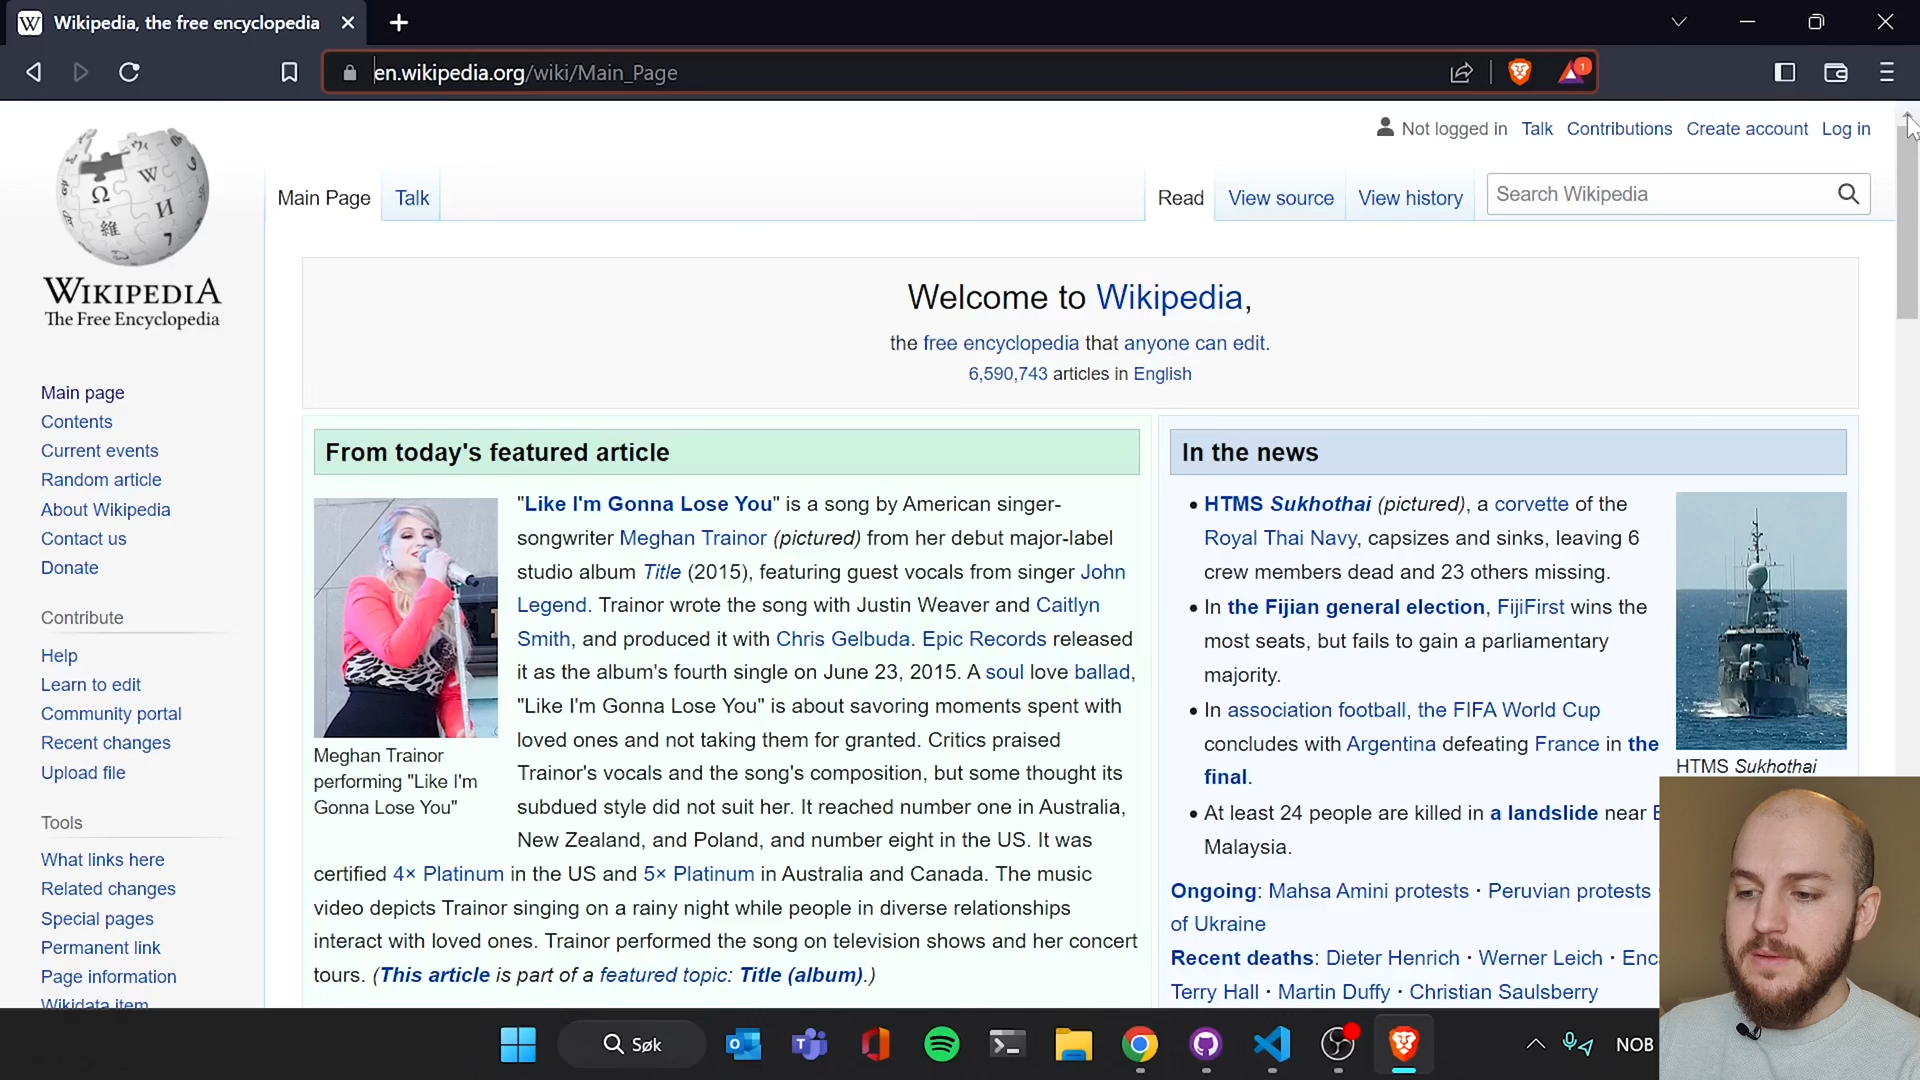 Wikipedia, the free encyclopedia
en.wikipedia.org/wiki/Main_Page
1
Not logged in Talk Contributions Create account Log in
Main Page Talk Read View source View history Search Wikipedia
WIKIPEDIA
The Free Encyclopedia
Main page
Contents
Current events
Random article
About Wikipedia
Contact us
Donate
Contribute
Help
Learn to edit
Community portal
Recent changes
Upload file
Tools
What links here
Related changes
Special pages
Permanent link
Page information
Wikidata item
Welcome to Wikipedia,
the free encyclopedia that anyone can edit.
6,590,743 articles in English
From today's featured article
"Like I'm Gonna Lose You" is a song by American singer-
songwriter Meghan Trainor (pictured) from her debut major-label
studio album Title (2015), featuring guest vocals from singer John
Legend. Trainor wrote the song with Justin Weaver and Caitlyn
Smith, and produced it with Chris Gelbuda. Epic Records released
it as the album's fourth single on June 23, 2015. A soul love ballad,
"Like I'm Gonna Lose You" is about savoring moments spent with
loved ones and not taking them for granted. Critics praised
Trainor's vocals and the song's composition, but some thought its
subdued style did not suit her. It reached number one in Australia,
New Zealand, and Poland, and number eight in the US. It was
certified 4× Platinum in the US and 5× Platinum in Australia and Canada. The music
video depicts Trainor singing on a rainy night while people in diverse relationships
interact with loved ones. Trainor performed the song on television shows and her concert
tours. (This article is part of a featured topic: Title (album).)
Meghan Trainor
performing "Like I'm
Gonna Lose You"
In the news
• HTMS Sukhothai (pictured), a corvette of the
Royal Thai Navy, capsizes and sinks, leaving 6
crew members dead and 23 others missing.
• In the Fijian general election, FijiFirst wins the
most seats, but fails to gain a parliamentary
majority.
• In association football, the FIFA World Cup
concludes with Argentina defeating France in the
final.
• At least 24 people are killed in a landslide near
Malaysia.
HTMS Sukhothai
Ongoing: Mahsa Amini protests · Peruvian protests
of Ukraine
Recent deaths: Dieter Henrich · Werner Leich ·
Terry Hall · Martin Duffy · Christian Saulsberry
Søk
NOB